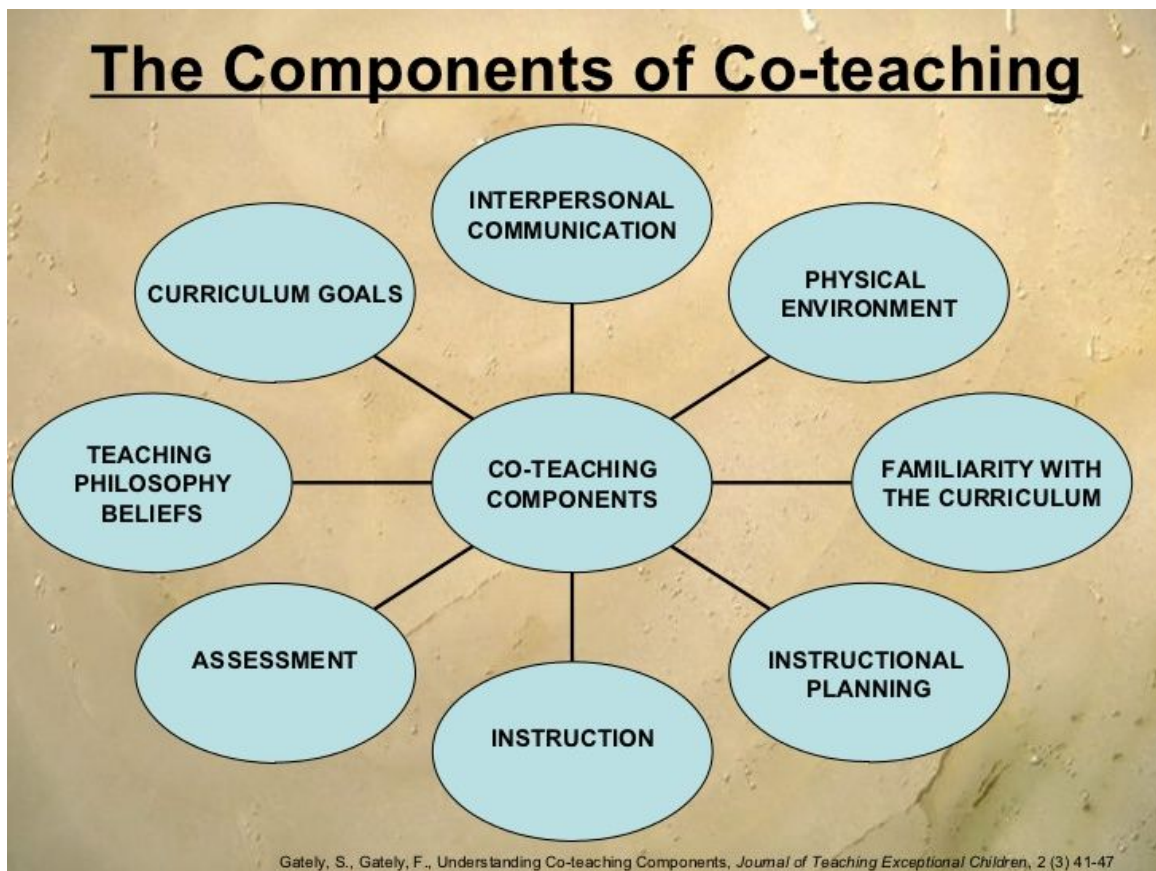 The Components of Co-teaching
INTERPERSONAL
COMMUNICATION
CURRICULUM GOALS
PHYSICAL
ENVIRONMENT
TEACHING
PHILOSOPHY
BELIEFS
CO-TEACHING
COMPONENTS
FAMILIARITY WITH
THE CURRICULUM
ASSESSMENT
INSTRUCTIONAL
PLANNING
INSTRUCTION
Gately, S., Gately, F., Understanding Co-teaching Components, Journal of Teaching Exceptional Children, 2 (3) 41-47